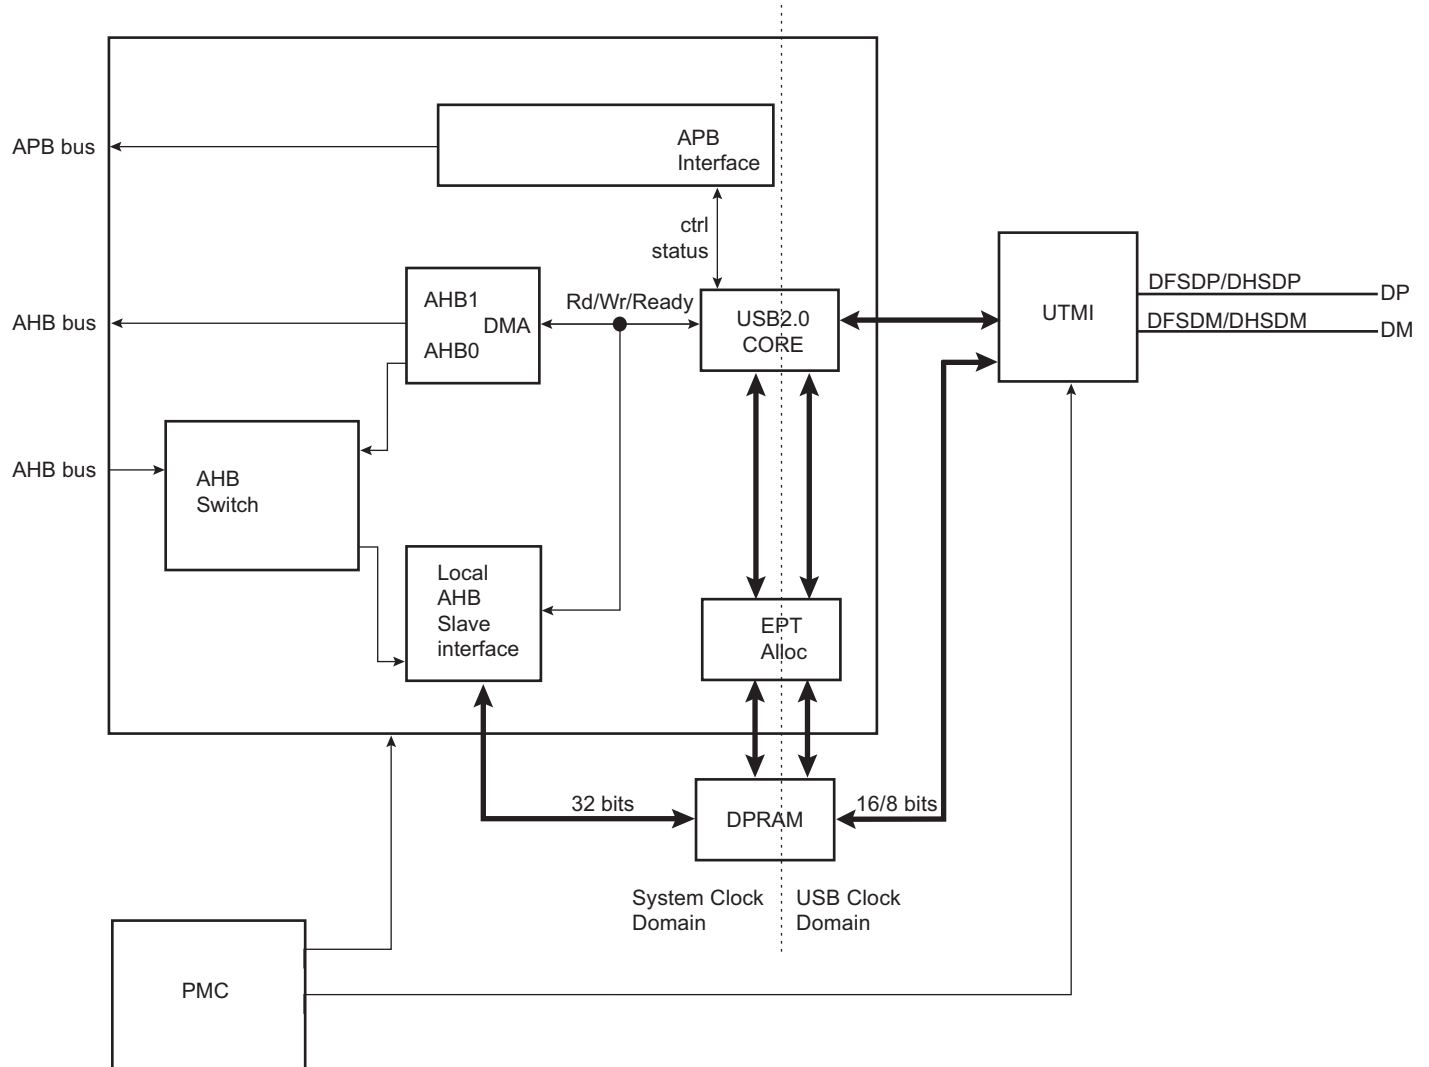 APB bus
APB
Interface
ctrl
status
AHB bus
AHB1
DMA
AHB0
Rd/Wr/Ready
USB2.0
CORE
UTMI
DFSDP/DHSDP
DP
DFSDM/DHSDM
DM
AHB bus
AHB
Switch
Local
AHB
Slave
interface
EPT
Alloc
32 bits
DPRAM
16/8 bits
System Clock
Domain
USB Clock
Domain
PMC